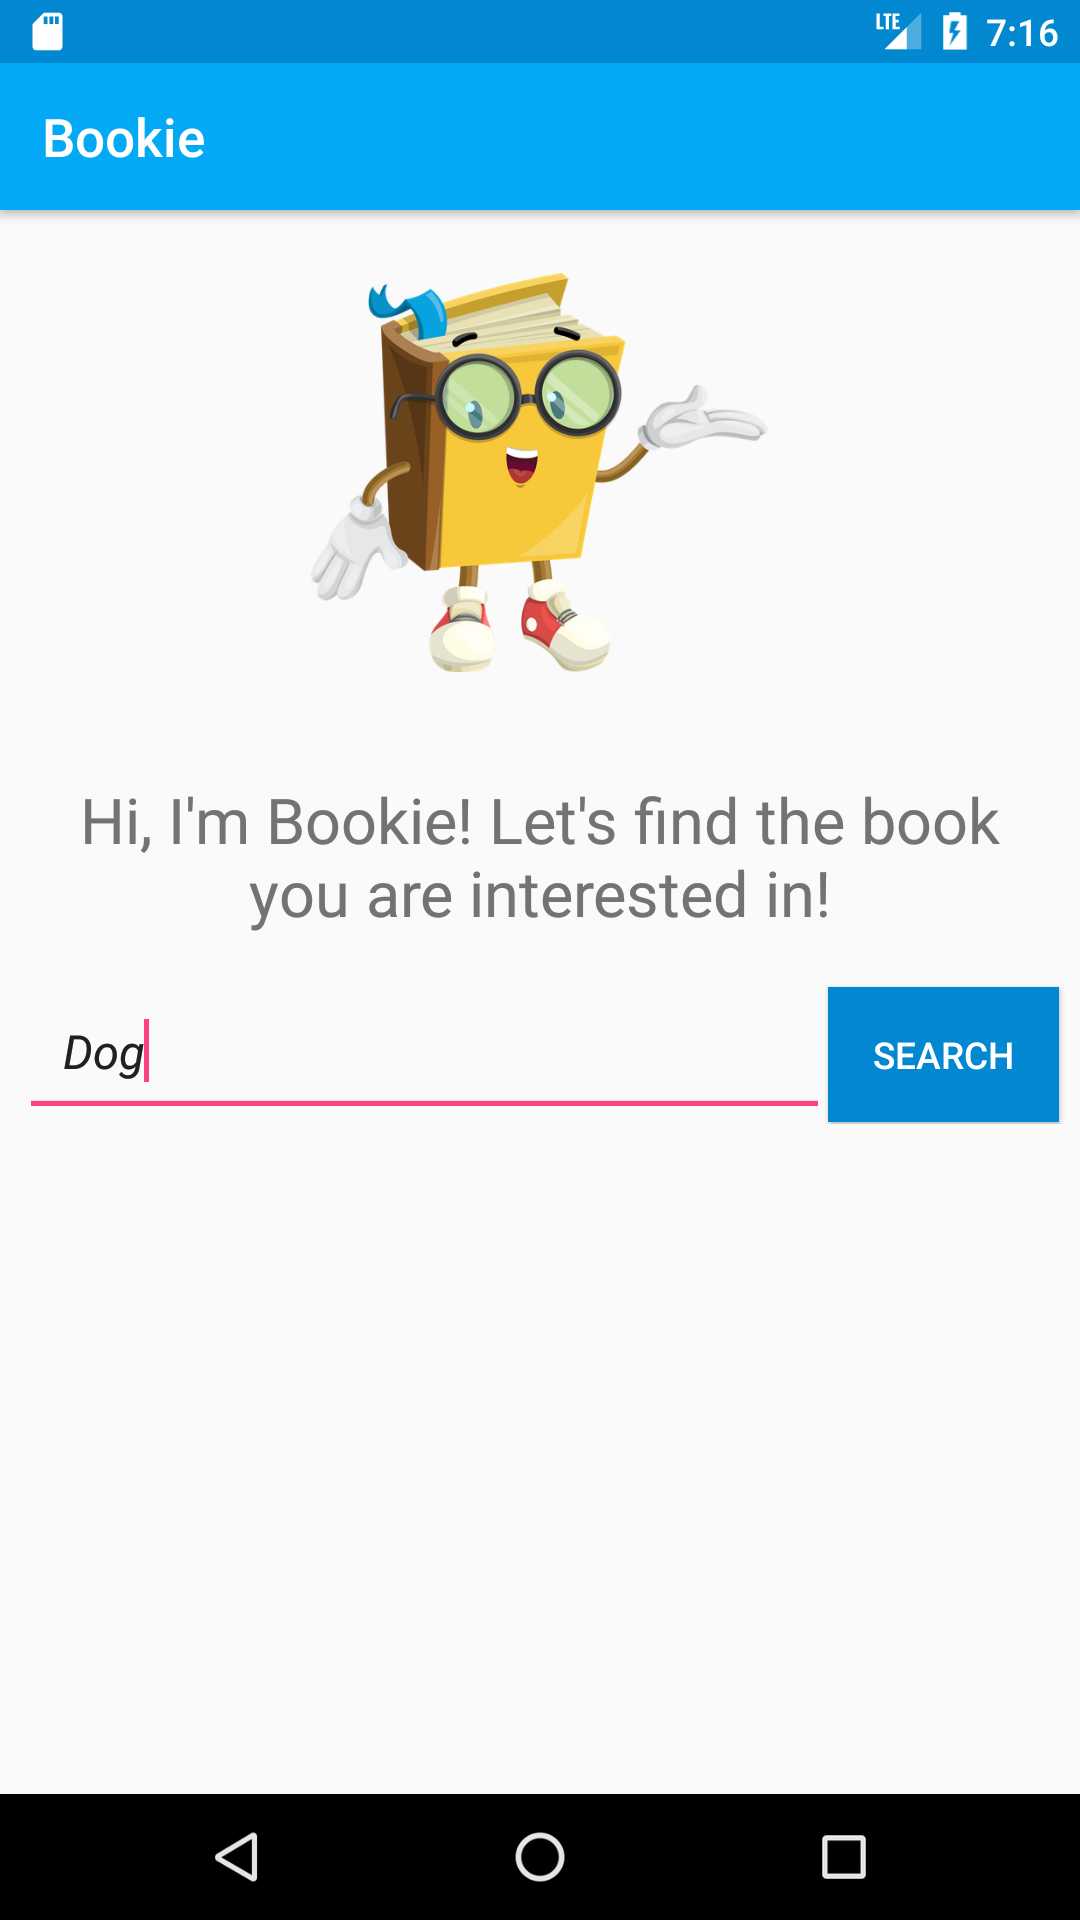 LTE 7:16
Bookie
Hi, I'm Bookie! Let's find the book
you are interested in!
Dog SEARCH